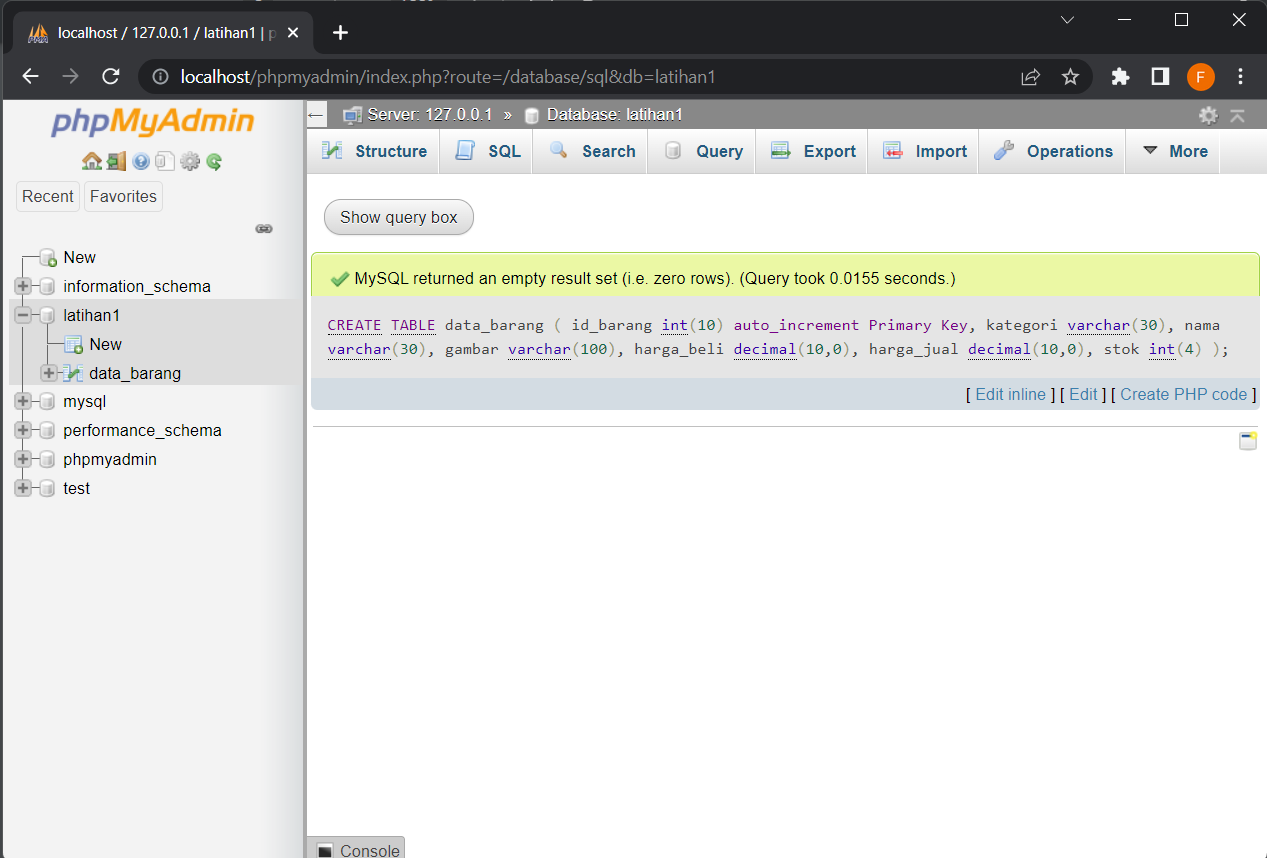 localhost / 127.0.0.1 / latihan1 | p
localhost/phpmyadmin/index.php?route=/database/sql&db=latihan1
F
phpMyAdmin
Recent Favorites
New
information_schema
latihan1
New
data_barang
mysql
performance_schema
phpmyadmin
test
Server: 127.0.0.1 » Database: latihan1
Structure SQL Search Query Export Import Operations More
Show query box
MySQL returned an empty result set (i.e. zero rows). (Query took 0.0155 seconds.)
CREATE TABLE data_barang ( id_barang int(10) auto_increment Primary Key, kategori varchar(30), nama
varchar(30), gambar varchar(100), harga_beli decimal(10,0), harga_jual decimal(10,0), stok int(4) );
[ Edit inline ] [ Edit ] [ Create PHP code ]
Console